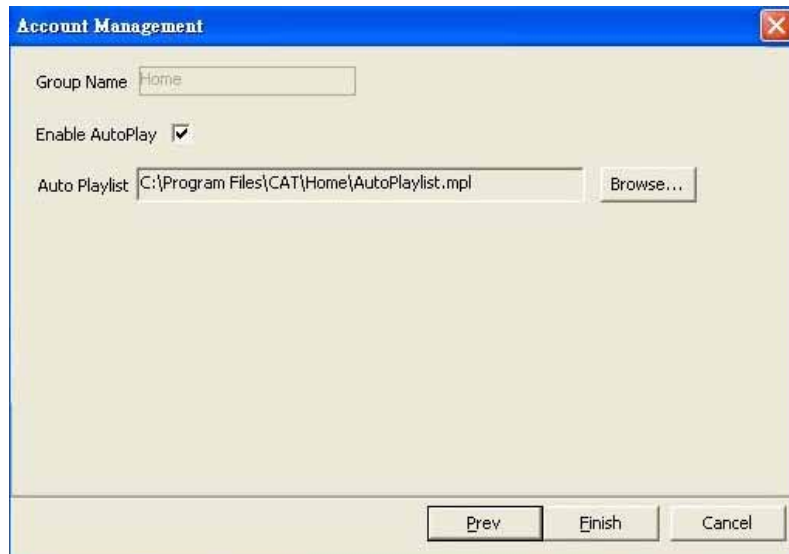 Account Management
Group Name Home
Enable AutoPlay
Auto Playlist C:\Program Files\CAT\Home\AutoPlaylist.mpl Browse...
Prev Finish Cancel